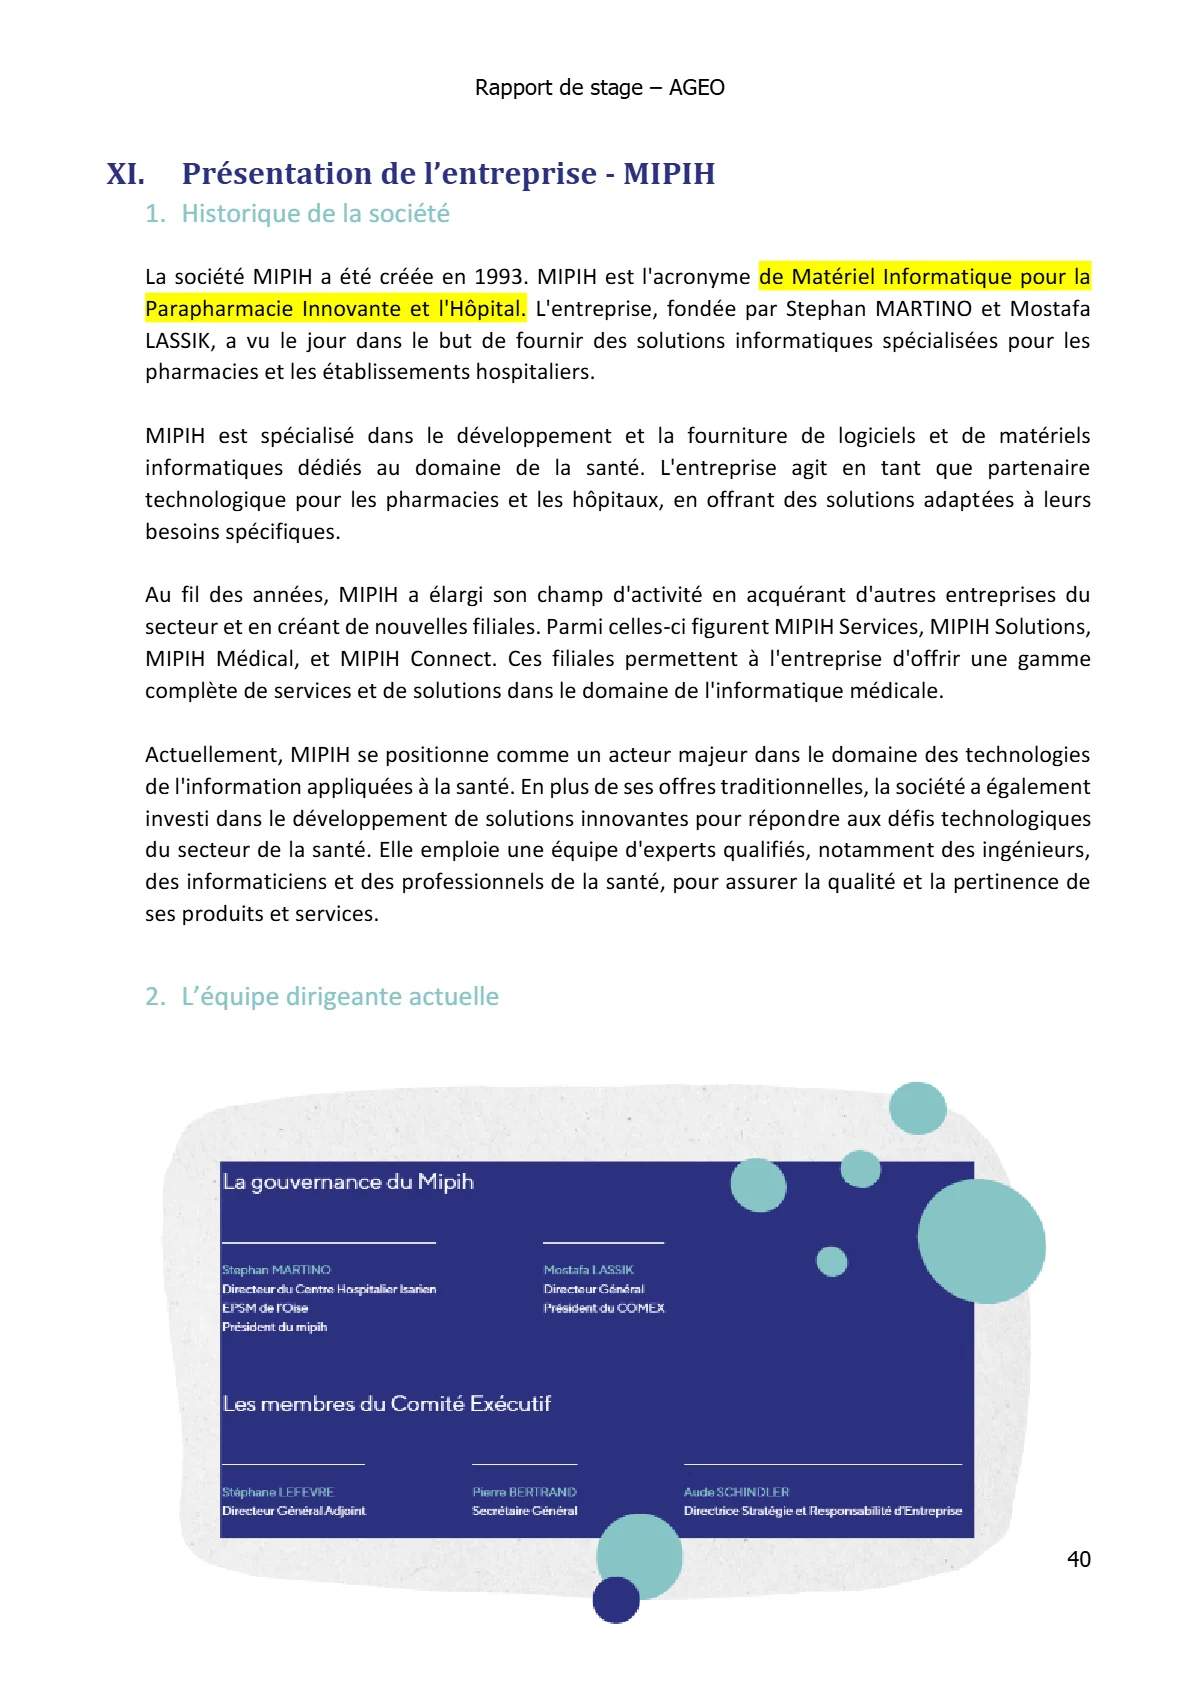 Rapport de stage – AGEO
XI. Présentation de l’entreprise - MIPIH
1. Historique de la société
La société MIPIH a été créée en 1993. MIPIH est l'acronyme de Matériel Informatique pour la
Parapharmacie Innovante et l'Hôpital. L'entreprise, fondée par Stephan MARTINO et Mostafa
LASSIK, a vu le jour dans le but de fournir des solutions informatiques spécialisées pour les
pharmacies et les établissements hospitaliers.
MIPIH est spécialisé dans le développement et la fourniture de logiciels et de matériels
informatiques dédiés au domaine de la santé. L'entreprise agit en tant que partenaire
technologique pour les pharmacies et les hôpitaux, en offrant des solutions adaptées à leurs
besoins spécifiques.
Au fil des années, MIPIH a élargi son champ d'activité en acquérant d'autres entreprises du
secteur et en créant de nouvelles filiales. Parmi celles-ci figurent MIPIH Services, MIPIH Solutions,
MIPIH Médical, et MIPIH Connect. Ces filiales permettent à l'entreprise d'offrir une gamme
complète de services et de solutions dans le domaine de l'informatique médicale.
Actuellement, MIPIH se positionne comme un acteur majeur dans le domaine des technologies
de l'information appliquées à la santé. En plus de ses offres traditionnelles, la société a également
investi dans le développement de solutions innovantes pour répondre aux défis technologiques
du secteur de la santé. Elle emploie une équipe d'experts qualifiés, notamment des ingénieurs,
des informaticiens et des professionnels de la santé, pour assurer la qualité et la pertinence de
ses produits et services.
2. L’équipe dirigeante actuelle
La gouvernance du Mipih
Stephan MARTINO
Directeur du Centre Hospitalier Isarien
EPSM de l'Oise
Président du mipih
Mostafa LASSIK
Directeur Général
Président du COMEX
Les membres du Comité Exécutif
Stéphane LEFEVRE
Directeur Général Adjoint
Pierre BERTRAND
Secrétaire Général
Aude SCHINDLER
Directrice Stratégie et Responsabilité d'Entreprise
40